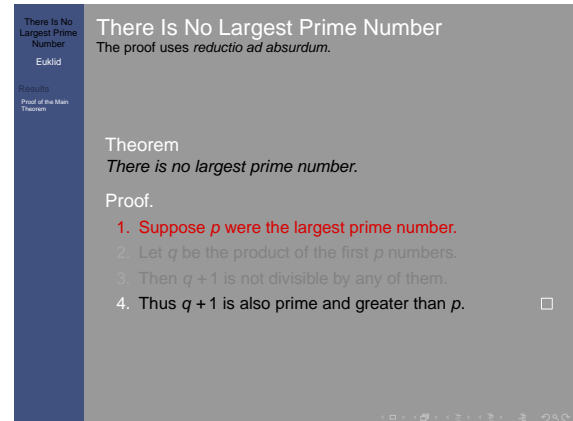 There Is No
Largest Prime
Number
Euklid
Results
Proof of the Main
Theorem
There Is No Largest Prime Number
The proof uses reductio ad absurdum.
Theorem
There is no largest prime number.
Proof.
1. Suppose p were the largest prime number.
2. Let q be the product of the first p numbers.
3. Then q + 1 is not divisible by any of them.
4. Thus q + 1 is also prime and greater than p. □